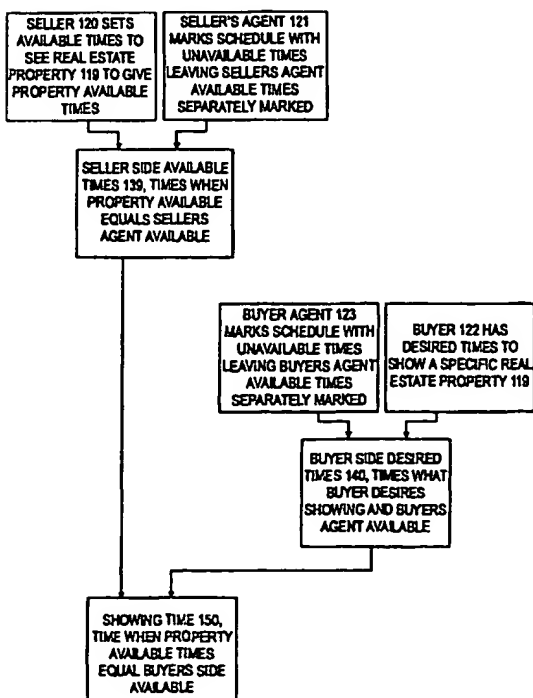 SELLER 120 SETS
AVAILABLE TIMES TO
SEE REAL ESTATE
PROPERTY 119 TO GIVE
PROPERTY AVAILABLE
TIMES
SELLER'S AGENT 121
MARKS SCHEDULE WITH
UNAVAILABLE TIMES
LEAVING SELLERS AGENT
AVAILABLE TIMES
SEPARATELY MARKED
SELLER SIDE AVAILABLE
TIMES 139, TIMES WHEN
PROPERTY AVAILABLE
EQUALS SELLERS
AGENT AVAILABLE
BUYER AGENT 123
MARKS SCHEDULE WITH
UNAVAILABLE TIMES
LEAVING BUYERS AGENT
AVAILABLE TIMES
SEPARATELY MARKED
BUYER 122 HAS
DESIRED TIMES TO
SHOW A SPECIFIC REAL
ESTATE PROPERTY 119
BUYER SIDE DESIRED
TIMES 140, TIMES WHAT
BUYER DESIRES
SHOWING AND BUYERS
AGENT AVAILABLE
SHOWING TIME 150,
TIME WHEN PROPERTY
AVAILABLE TIMES
EQUAL BUYERS SIDE
AVAILABLE